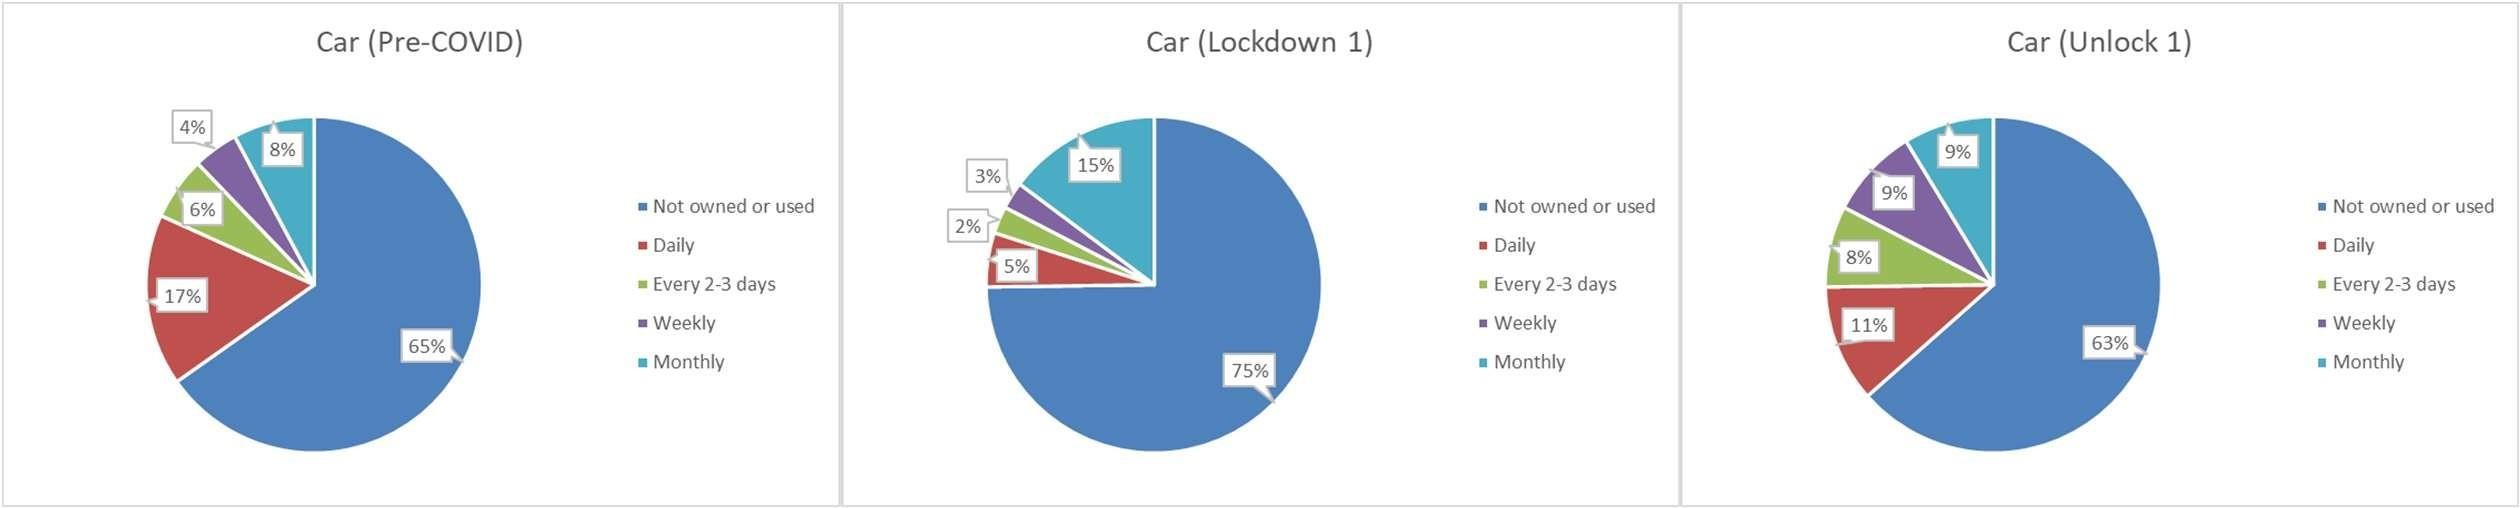 Car (Pre-COVID)
4%
8%
6%
17%
65%
Not owned or used
Daily
Every 2-3 days
Weekly
Monthly
Car (Lockdown 1)
15%
3%
2%
5%
75%
Not owned or used
Daily
Every 2-3 days
Weekly
Monthly
Car (Unlock 1)
9%
9%
8%
11%
63%
Not owned or used
Daily
Every 2-3 days
Weekly
Monthly